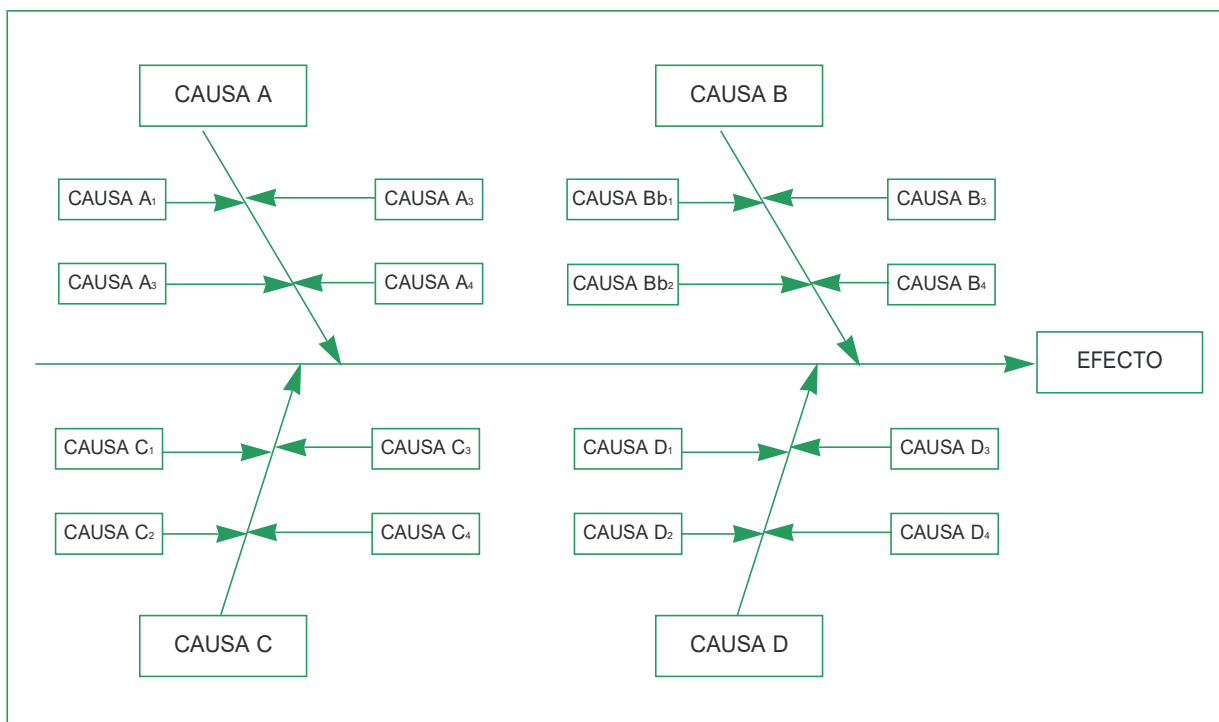 CAUSA A
CAUSA B
CAUSA A₁
CAUSA A₃
CAUSA Bb₁
CAUSA B₃
CAUSA A₃
CAUSA A₄
CAUSA Bb₂
CAUSA B₄
EFECTO
CAUSA C₁
CAUSA C₃
CAUSA D₁
CAUSA D₃
CAUSA C₂
CAUSA C₄
CAUSA D₂
CAUSA D₄
CAUSA C
CAUSA D